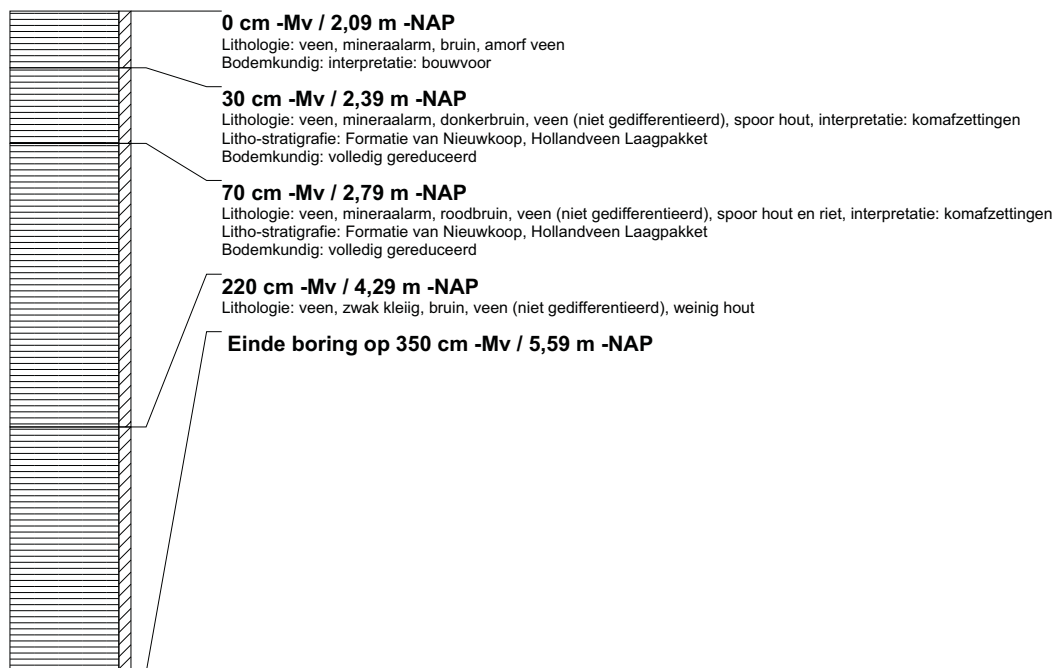 0 cm -Mv / 2,09 m -NAP
Lithologie: veen, mineraalarm, bruin, amorf veen
Bodemkundig: interpretatie: bouwvoor
30 cm -Mv / 2,39 m -NAP
Lithologie: veen, mineraalarm, donkerbruin, veen (niet gedifferentieerd), spoor hout, interpretatie: komafzettingen
Litho-stratigrafie: Formatie van Nieuwkoop, Hollandveen Laagpakket
Bodemkundig: volledig gereduceerd
70 cm -Mv / 2,79 m -NAP
Lithologie: veen, mineraalarm, roodbruin, veen (niet gedifferentieerd), spoor hout en riet, interpretatie: komafzettingen
Litho-stratigrafie: Formatie van Nieuwkoop, Hollandveen Laagpakket
Bodemkundig: volledig gereduceerd
220 cm -Mv / 4,29 m -NAP
Lithologie: veen, zwak kleiig, bruin, veen (niet gedifferentieerd), weinig hout
Einde boring op 350 cm -Mv / 5,59 m -NAP